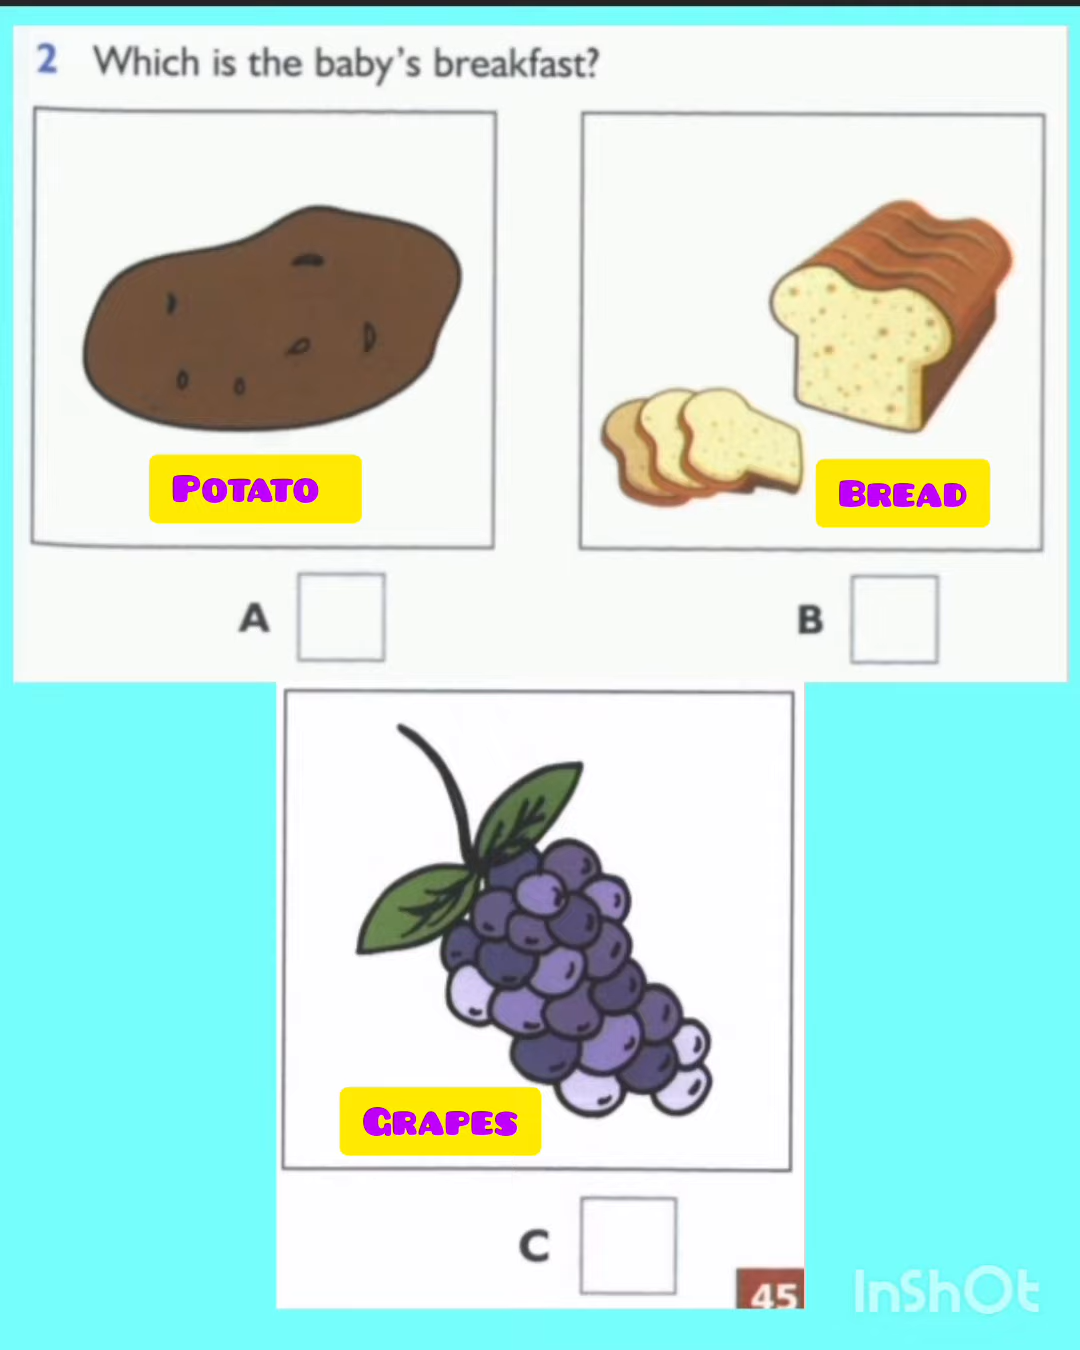 2 Which is the baby's breakfast?
POTATO
BREAD
A
B
GRAPES
C
45
InShOt